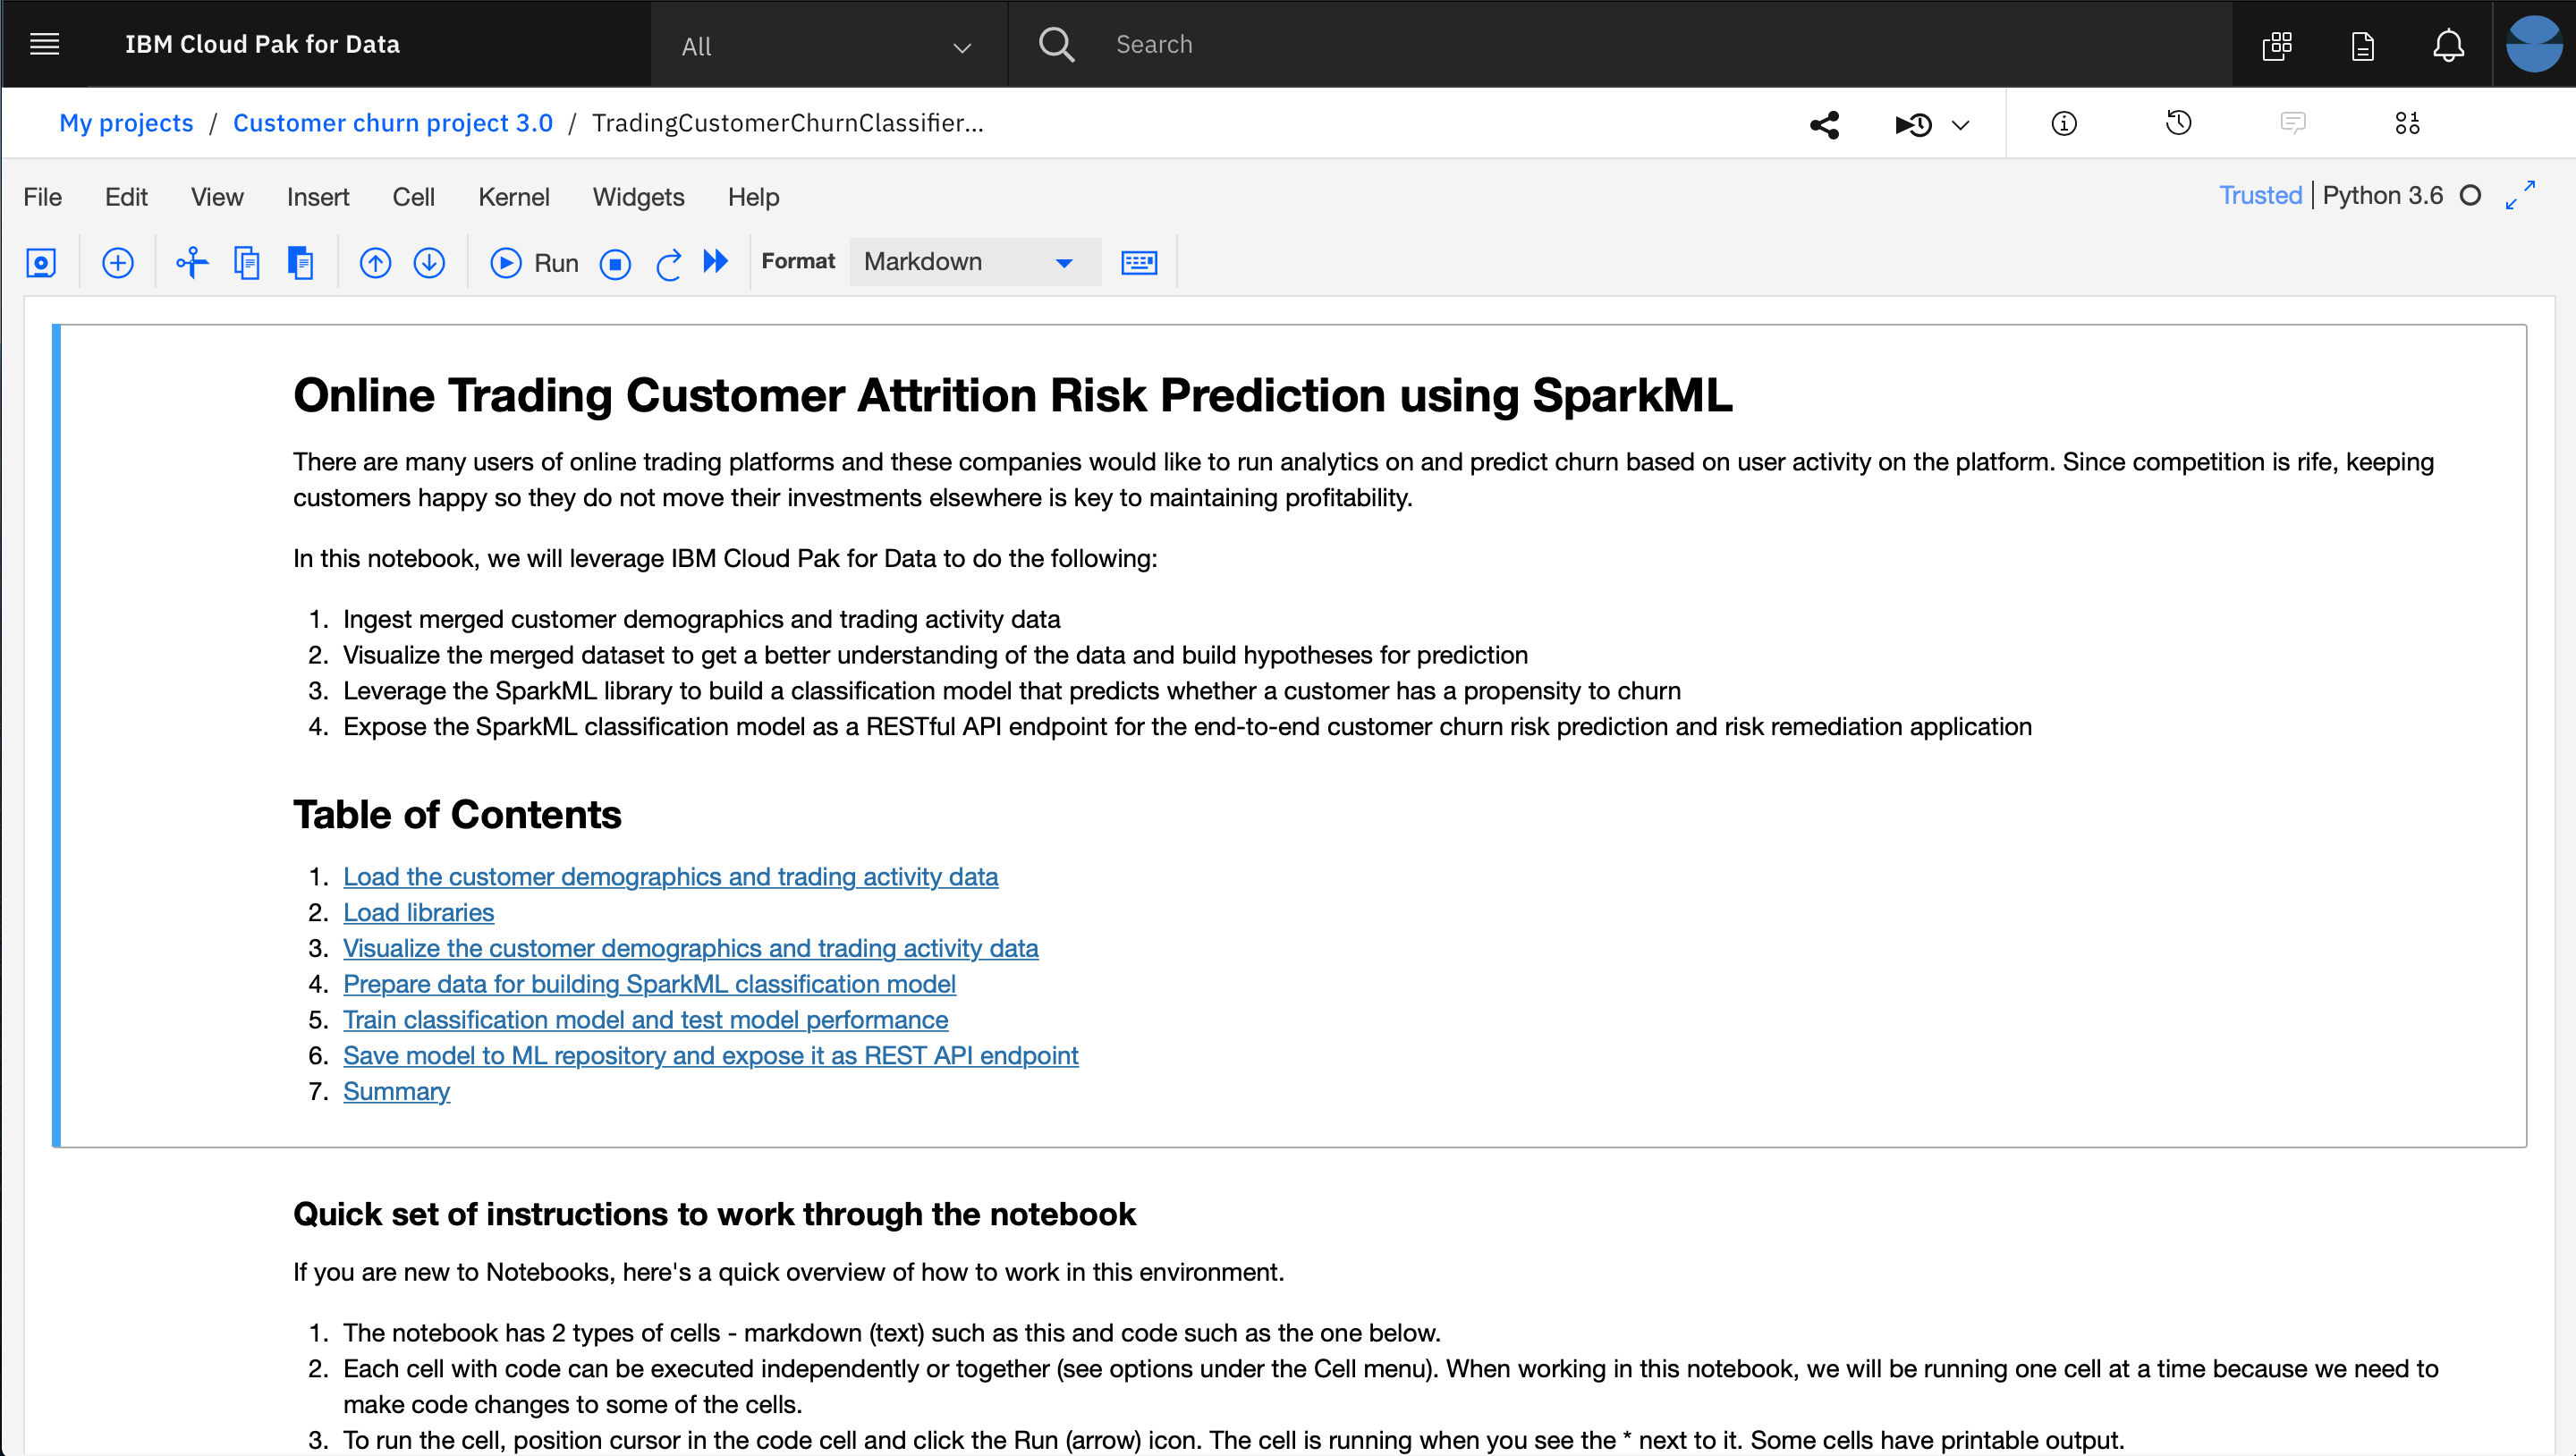 IBM Cloud Pak for Data
All
Search
My projects / Customer churn project 3.0 / TradingCustomerChurnClassifier...
File Edit View Insert Cell Kernel Widgets Help
Trusted | Python 3.6
Run
Format
Markdown
Online Trading Customer Attrition Risk Prediction using SparkML
There are many users of online trading platforms and these companies would like to run analytics on and predict churn based on user activity on the platform. Since competition is rife, keeping
customers happy so they do not move their investments elsewhere is key to maintaining profitability.
In this notebook, we will leverage IBM Cloud Pak for Data to do the following:
1. Ingest merged customer demographics and trading activity data
2. Visualize the merged dataset to get a better understanding of the data and build hypotheses for prediction
3. Leverage the SparkML library to build a classification model that predicts whether a customer has a propensity to churn
4. Expose the SparkML classification model as a RESTful API endpoint for the end-to-end customer churn risk prediction and risk remediation application
Table of Contents
1. Load the customer demographics and trading activity data
2. Load libraries
3. Visualize the customer demographics and trading activity data
4. Prepare data for building SparkML classification model
5. Train classification model and test model performance
6. Save model to ML repository and expose it as REST API endpoint
7. Summary
Quick set of instructions to work through the notebook
If you are new to Notebooks, here's a quick overview of how to work in this environment.
1. The notebook has 2 types of cells - markdown (text) such as this and code such as the one below.
2. Each cell with code can be executed independently or together (see options under the Cell menu). When working in this notebook, we will be running one cell at a time because we need to
make code changes to some of the cells.
3. To run the cell, position cursor in the code cell and click the Run (arrow) icon. The cell is running when you see the * next to it. Some cells have printable output.